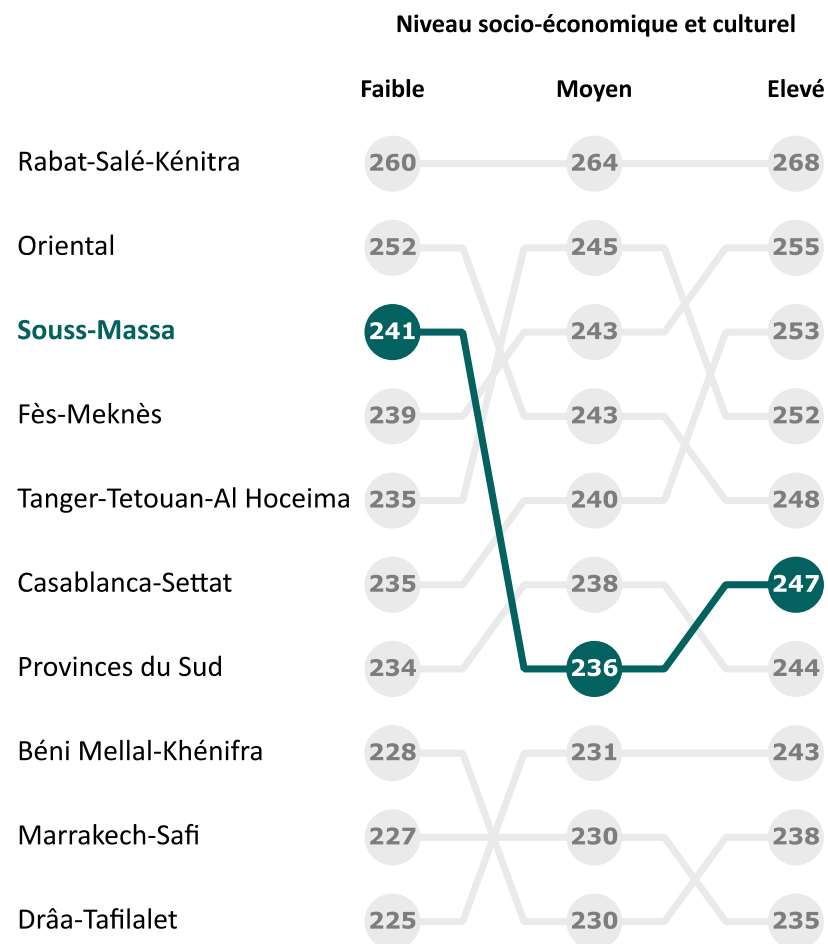 Niveau socio-économique et culturel
Faible Moyen Elevé
Rabat-Salé-Kénitra 260 264 268
Oriental 252 245 255
Souss-Massa 241 243 253
Fès-Meknès 239 243 252
Tanger-Tetouan-Al Hoceima 235 240 248
Casablanca-Settat 235 238 247
Provinces du Sud 234 236 244
Béni Mellal-Khénifra 228 231 243
Marrakech-Safi 227 230 238
Drâa-Tafilalet 225 230 235